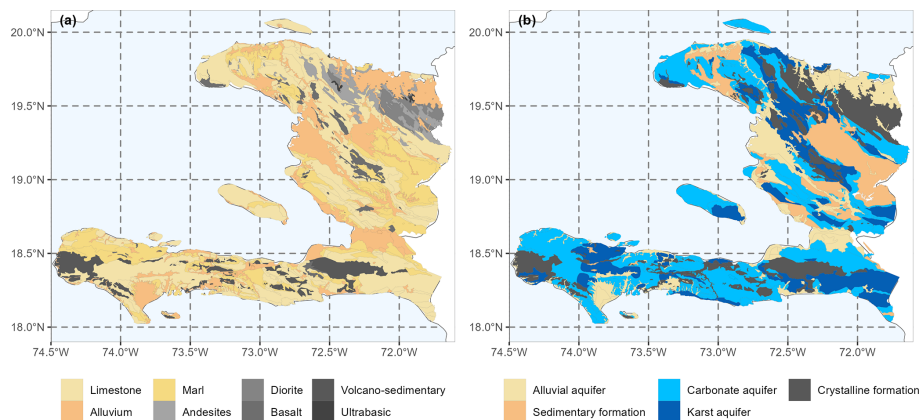 (a)
(b)
20.0°N
19.5°N
19.0°N
18.5°N
18.0°N
74.5°W 74.0°W 73.5°W 73.0°W 72.5°W 72.0°W
20.0°N
19.5°N
19.0°N
18.5°N
18.0°N
74.5°W 74.0°W 73.5°W 73.0°W 72.5°W 72.0°W
Limestone Marl Diorite Volcano-sedimentary
Alluvium Andesites Basalt Ultrabasic
Alluvial aquifer Carbonate aquifer Crystalline formation
Sedimentary formation Karst aquifer